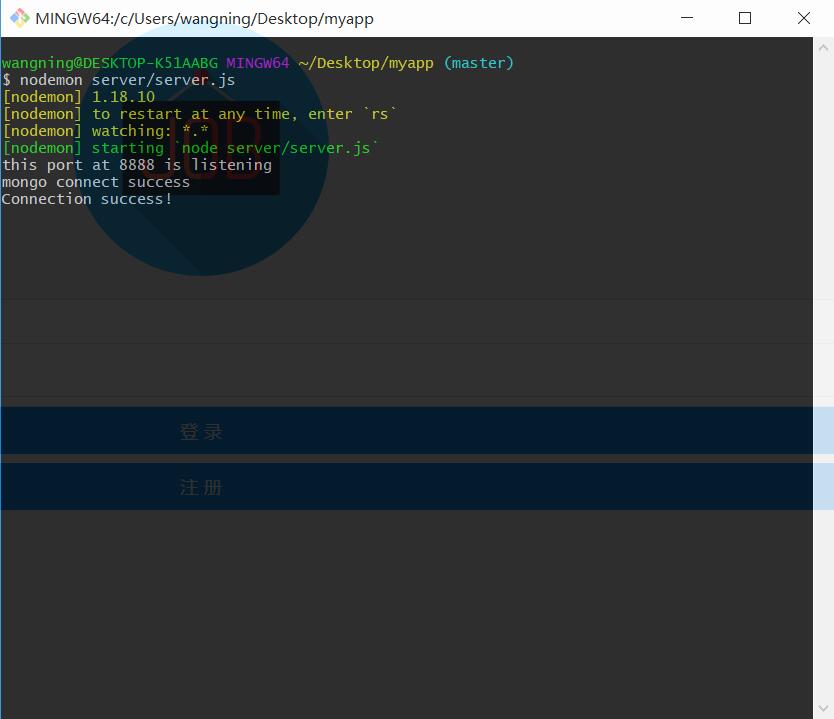 MINGW64:/c/Users/wangning/Desktop/myapp
wangning@DESKTOP-K51AABG MINGW64 ~/Desktop/myapp (master)
$ nodemon server/server.js
[nodemon] 1.18.10
[nodemon] to restart at any time, enter `rs`
[nodemon] watching: *.*
[nodemon] starting `node server/server.js`
this port at 8888 is listening
mongo connect success
Connection success!
JOB
登录
注册